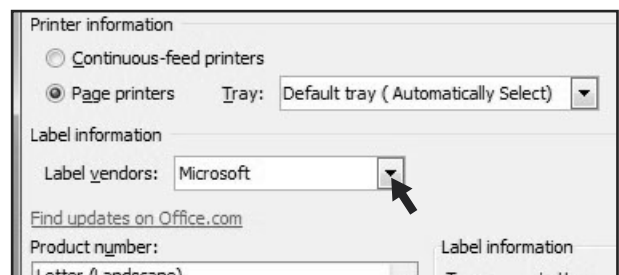 Printer information
Continuous-feed printers
Page printers Tray: Default tray ( Automatically Select)
Label information
Label vendors: Microsoft
Find updates on Office.com
Product number: Label information
Letter (Landscape)